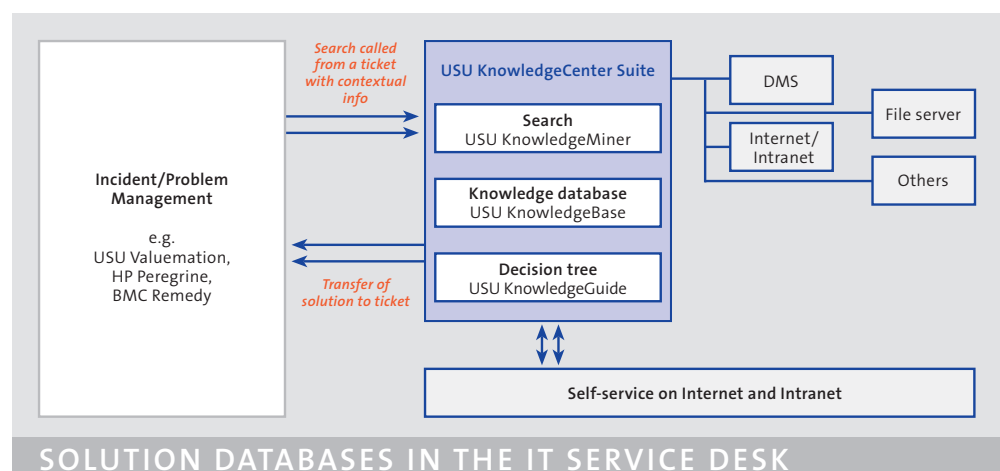 Incident/Problem
Management
e.g.
USU Valuemation,
HP Peregrine,
BMC Remedy
Search called
from a ticket
with contextual
info
Transfer of
solution to ticket
USU KnowledgeCenter Suite
Search
USU KnowledgeMiner
Knowledge database
USU KnowledgeBase
Decision tree
USU KnowledgeGuide
DMS
File server
Internet/
Intranet
Others
Self-service on Internet and Intranet
SOLUTION DATABASES IN THE IT SERVICE DESK